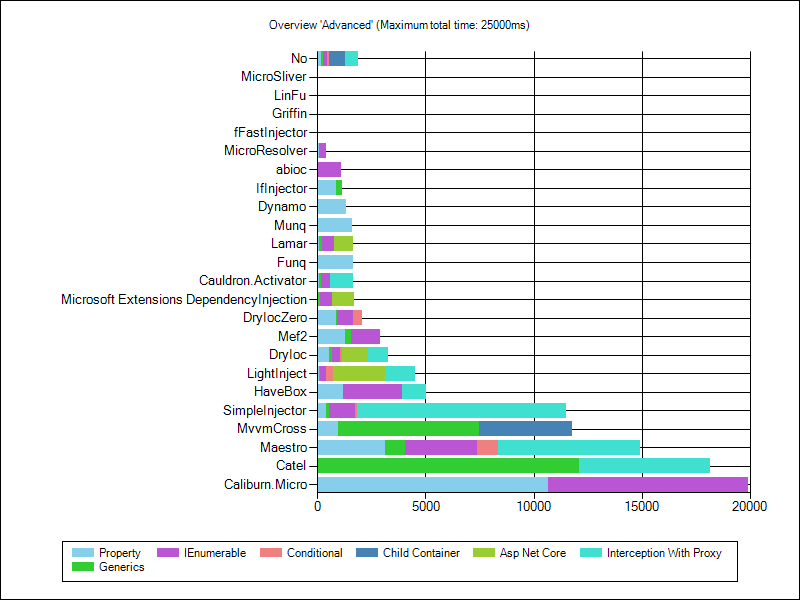 Overview 'Advanced' (Maximum total time: 25000ms)
No
MicroSliver
LinFu
Griffin
fFastInjector
MicroResolver
abioc
IfInjector
Dynamo
Munq
Lamar
Funq
Cauldron.Activator
Microsoft Extensions DependencyInjection
DryIocZero
Mef2
DryIoc
LightInject
HaveBox
SimpleInjector
MvvmCross
Maestro
Catel
Caliburn.Micro
0 5000 10000 15000 20000
Property IEnumerable Conditional Child Container Asp Net Core Interception With Proxy
Generics